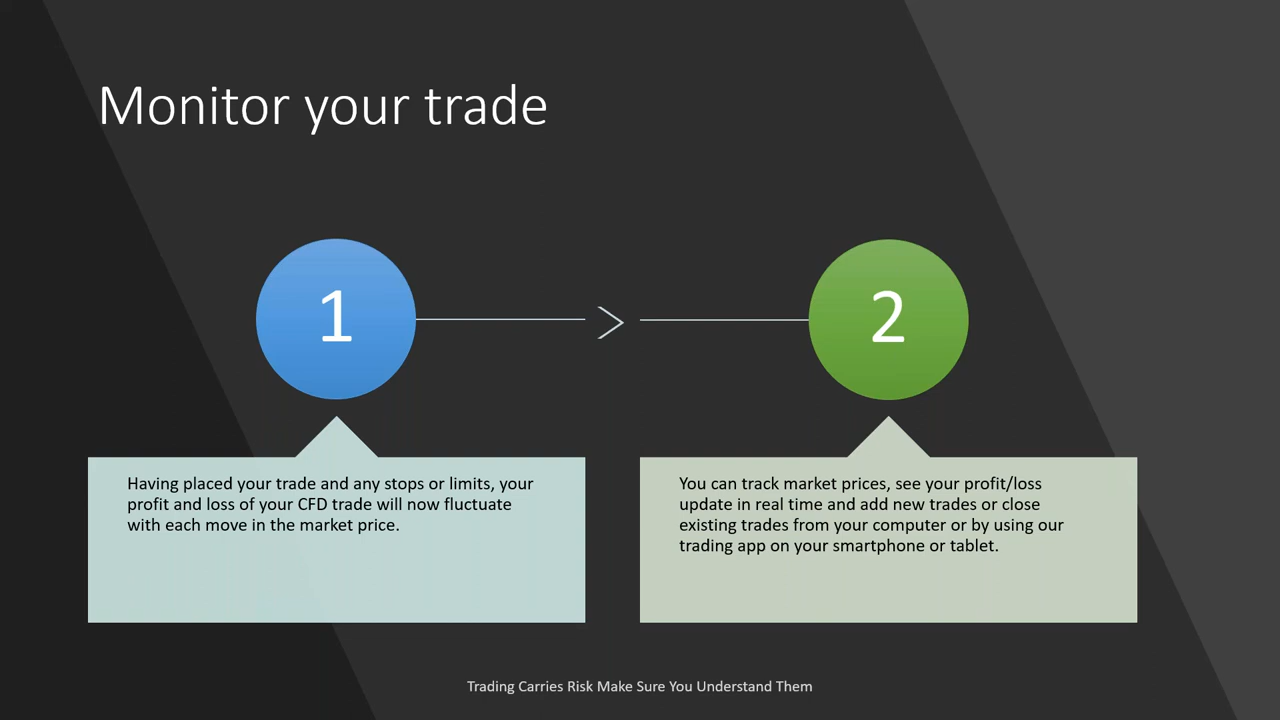 Monitor your trade
1
2
Having placed your trade and any stops or limits, your
profit and loss of your CFD trade will now fluctuate
with each move in the market price.
You can track market prices, see your profit/loss
update in real time and add new trades or close
existing trades from your computer or by using our
trading app on your smartphone or tablet.
Trading Carries Risk Make Sure You Understand Them